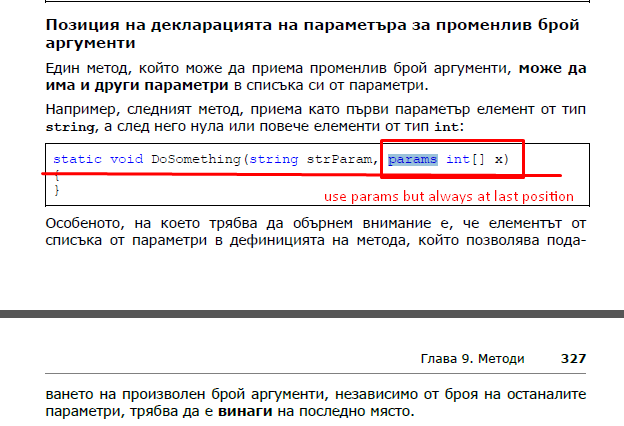 Позиция на декларацията на параметъра за променлив брой
аргументи
Един метод, който може да приема променлив брой аргументи, може да
има и други параметри в списъка си от параметри.
Например, следният метод, приема като първи параметър елемент от тип
string, а след него нула или повече елементи от тип int:
static void DoSomething(string strParam, params int[] x)
{
}
use params but always at last position
Особеното, на което трябва да обърнем внимание е, че елементът от
списъка от параметри в дефиницията на метода, който позволява пода-
Глава 9. Методи 327
ването на произволен брой аргументи, независимо от броя на останалите
параметри, трябва да е винаги на последно място.